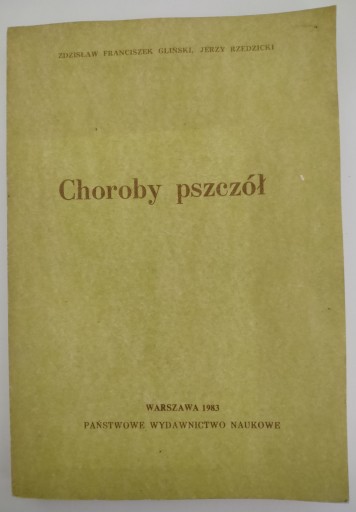 ZDZISŁAW FRANCISZEK GLIŃSKI, JERZY RZEDZICKI
Choroby pszczół
WARSZAWA 1983
PAŃSTWOWE WYDAWNICTWO NAUKOWE